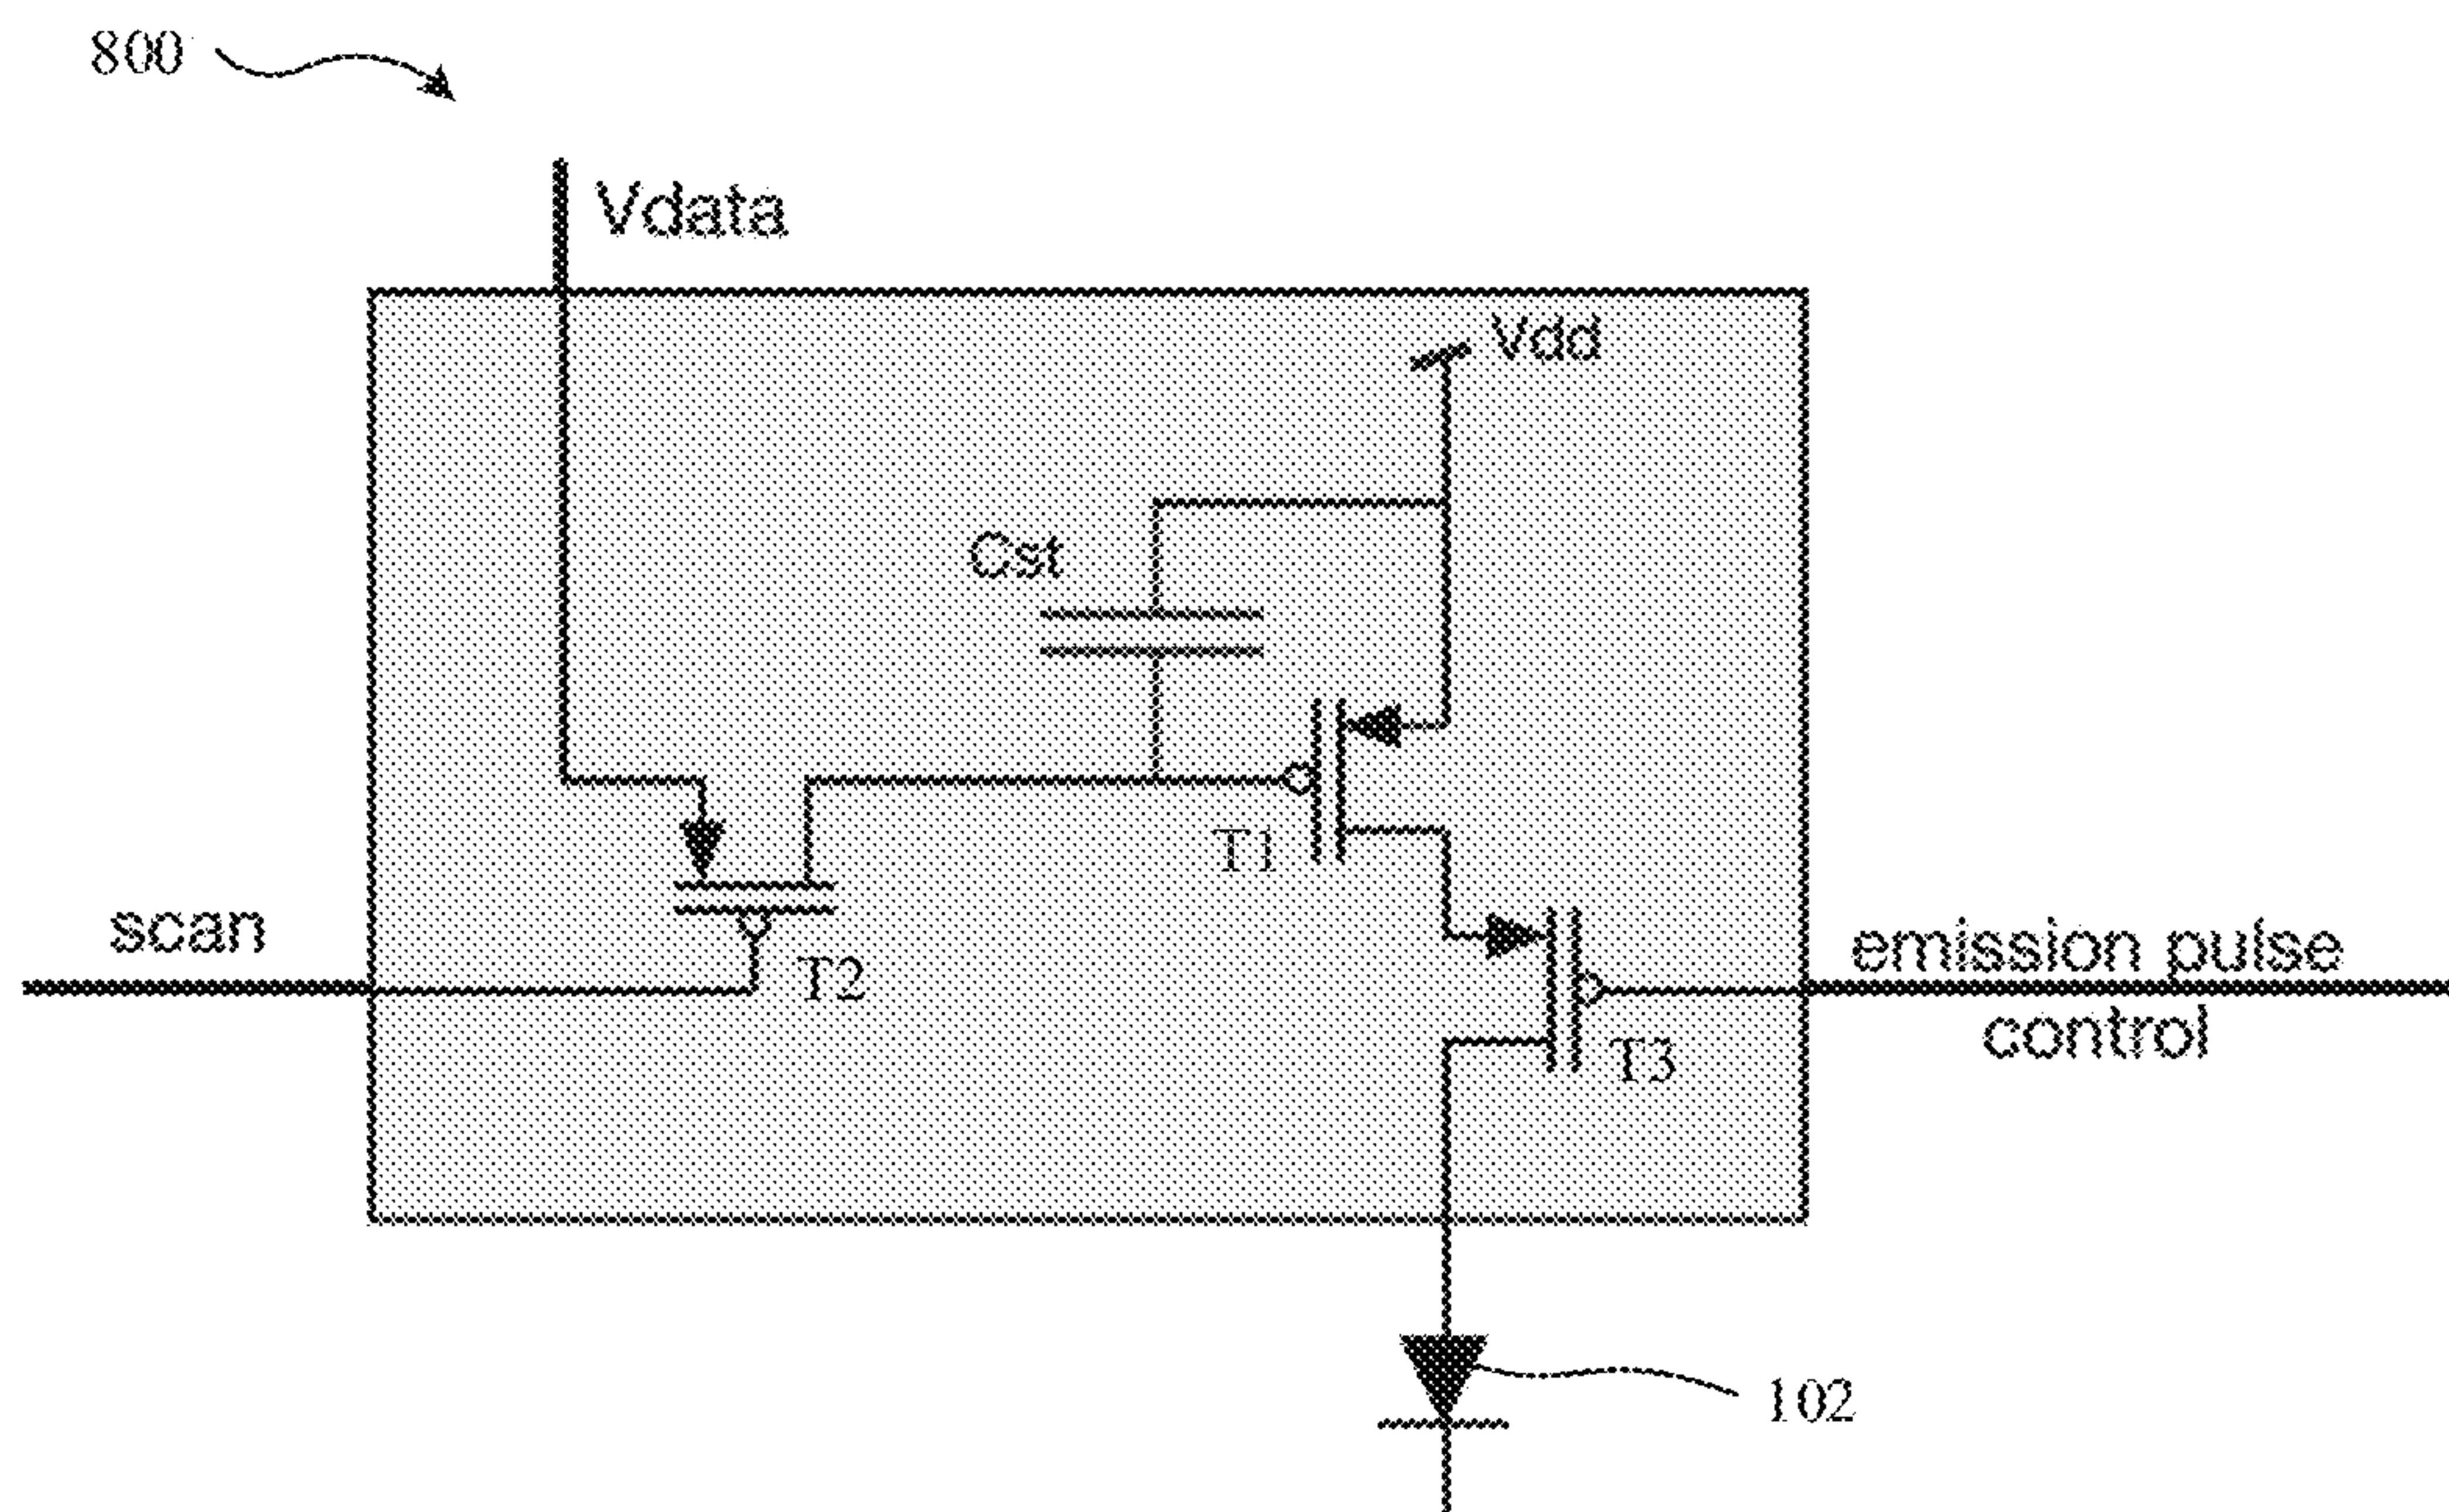 800
Vdata
Vdd
Cst
T1
scan
T2
emission pulse
control
T3
102